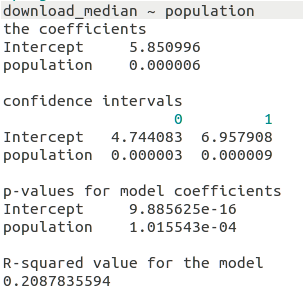 download_median ~ population
the coefficients
Intercept 5.850996
population 0.000006
confidence intervals
0 1
Intercept 4.744083 6.957908
population 0.000003 0.000009
p-values for model coefficients
Intercept 9.885625e-16
population 1.015543e-04
R-squared value for the model
0.2087835594